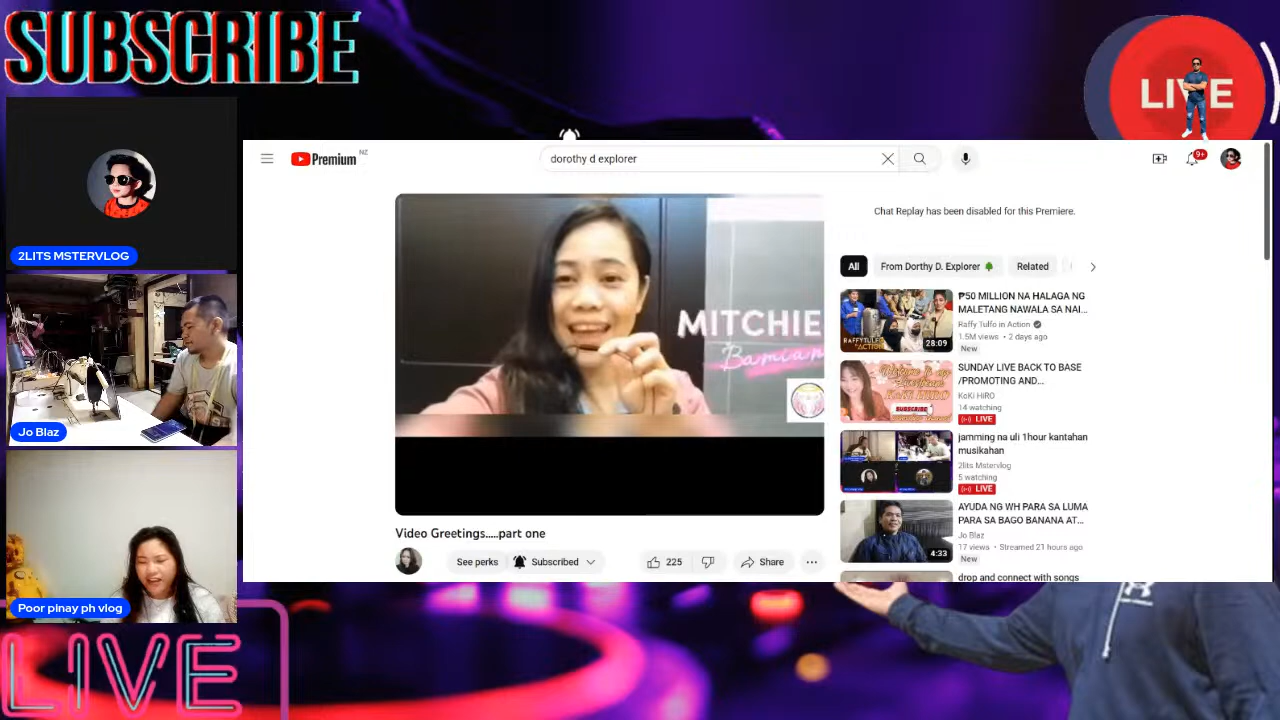 SUBSCRIBE
LIVE
2LITS MSTERVLOG
Jo Blaz
Poor pinay ph vlog
LIVE
Premium NZ
dorothy d explorer
9+
MITCHIE
Bamian
Video Greetings.....part one
See perks
Subscribed
225
Share
Chat Replay has been disabled for this Premiere.
All
From Dorthy D. Explorer
Related
₱50 MILLION NA HALAGA NG
MALETANG NAWALA SA NAI...
Raffy Tulfo in Action
1.5M views • 2 days ago
New
28:09
SUNDAY LIVE BACK TO BASE
/PROMOTING AND...
KcKi HiRO
14 watching
LIVE
jamming na uli 1hour kantahan
musikahan
2lits Mstervlog
5 watching
LIVE
AYUDA NG WH PARA SA LUMA
PARA SA BAGO BANANA AT...
Jo Blaz
17 views • Streamed 21 hours ago
New
4:33
drop and connect with songs